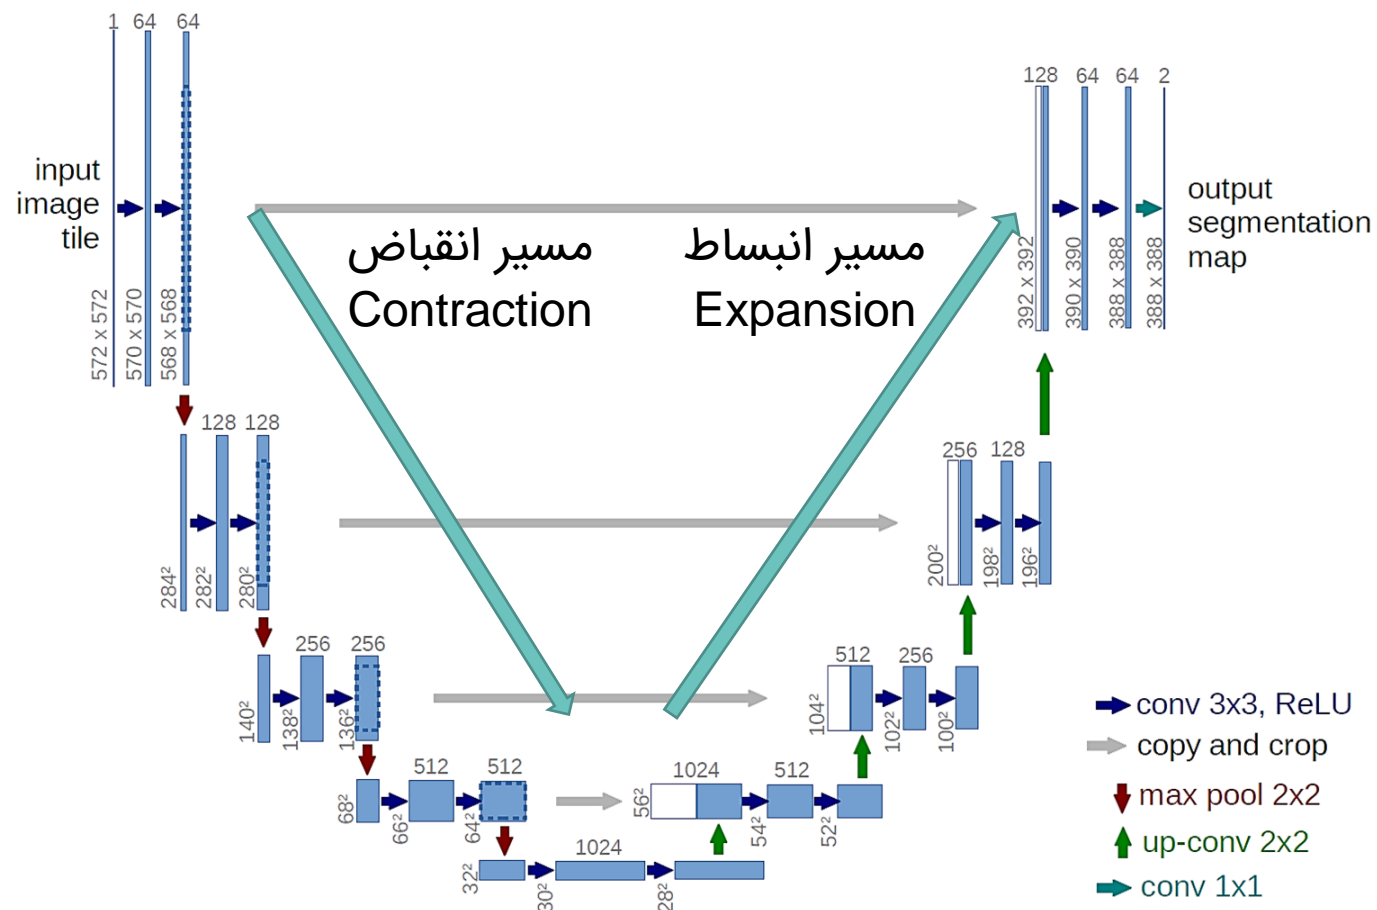 1 64 64
input
image
tile
572 x 572
570 x 570
568 x 568
مسیر انقباض
Contraction
مسیر انبساط
Expansion
128 64 64 2
392 x 392
390 x 390
388 x 388
388 x 388
output
segmentation
map
128 128
284²
282²
280²
256 128
200²
198²
196²
256 256
140²
138²
136²
512 256
104²
102²
100²
512 512
68²
66²
64²
1024 512
56²
54²
52²
1024
32²
30²
28²
conv 3x3, ReLU
copy and crop
max pool 2x2
up-conv 2x2
conv 1x1